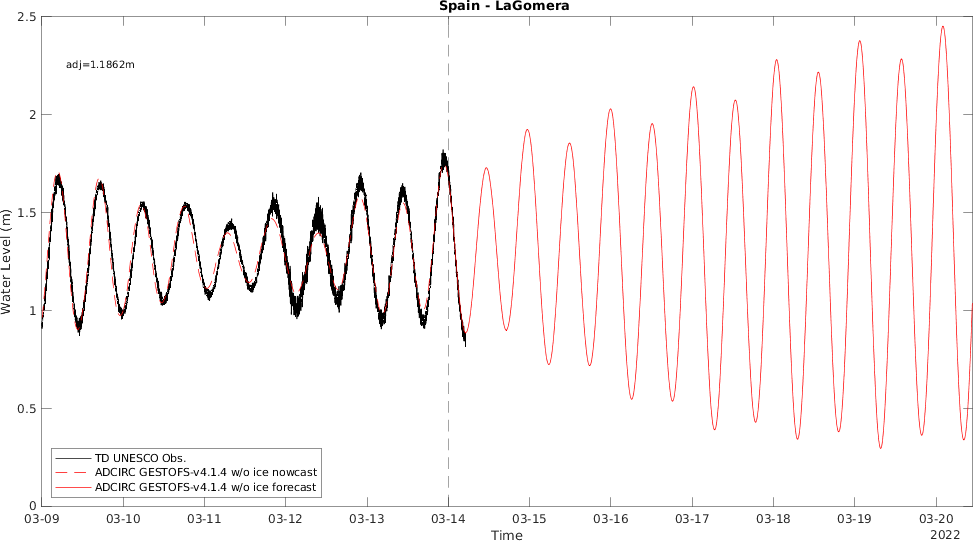 Spain - LaGomera
2.5
adj=1.1862m
2
1.5
Water Level (m)
1
0.5
TD UNESCO Obs.
ADCIRC GESTOFS-v4.1.4 w/o ice nowcast
ADCIRC GESTOFS-v4.1.4 w/o ice forecast
0
03-09 03-10 03-11 03-12 03-13 03-14 03-15 03-16 03-17 03-18 03-19 03-20
Time
2022